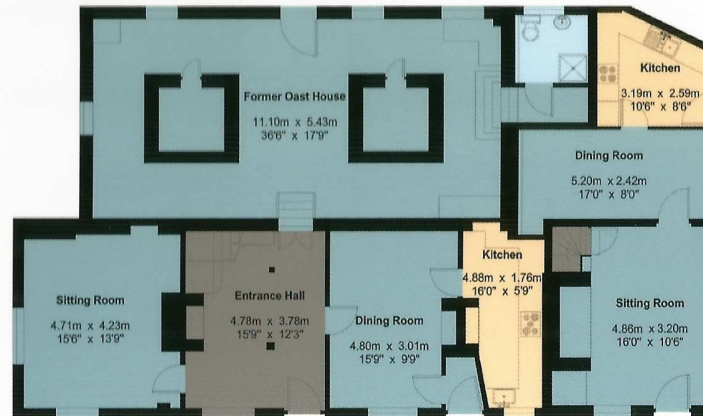 Former Oast House
11.10m x 5.43m
36'6" x 17'9"
Kitchen
3.19m x 2.59m
10'6" x 8'6"
Dining Room
5.20m x 2.42m
17'0" x 8'0"
Sitting Room
4.71m x 4.23m
15'6" x 13'9"
Entrance Hall
4.78m x 3.78m
15'9" x 12'3"
Dining Room
4.80m x 3.01m
15'9" x 9'9"
Kitchen
4.88m x 1.76m
16'0" x 5'9"
Sitting Room
4.86m x 3.20m
16'0" x 10'6"